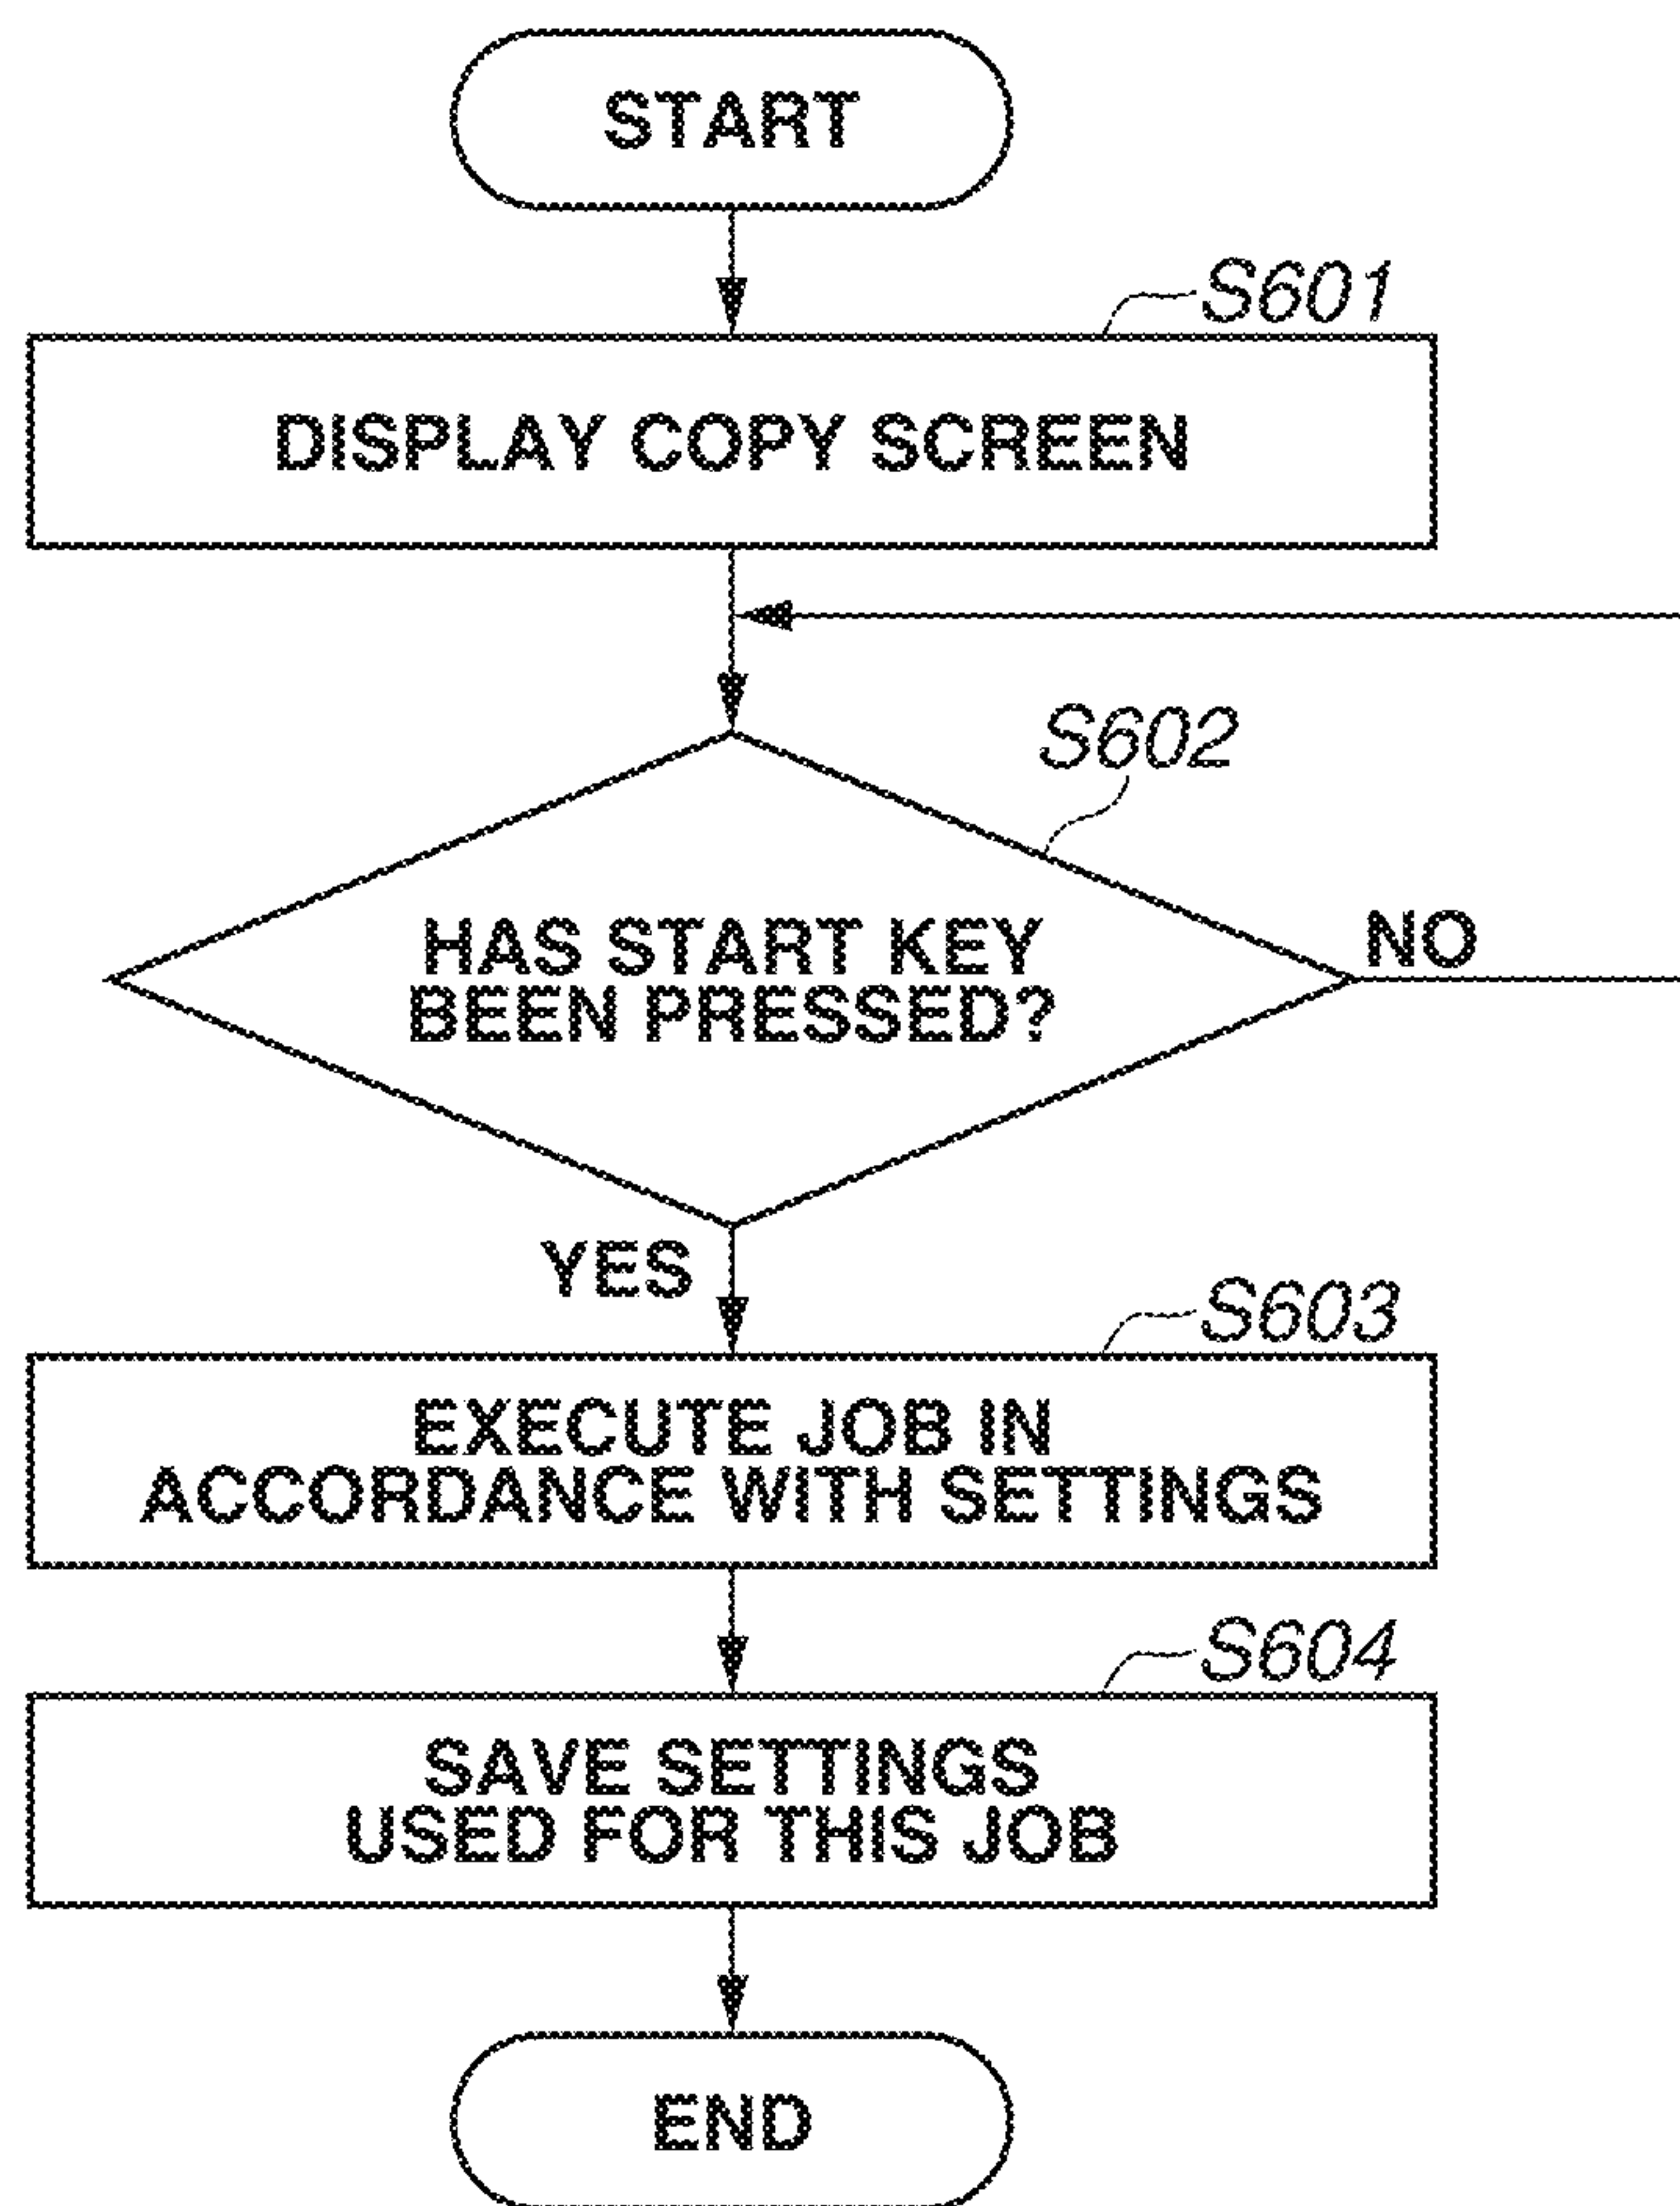 START
S601
DISPLAY COPY SCREEN
S602
HAS START KEY
BEEN PRESSED?
NO
YES
S603
EXECUTE JOB IN
ACCORDANCE WITH SETTINGS
S604
SAVE SETTINGS
USED FOR THIS JOB
END